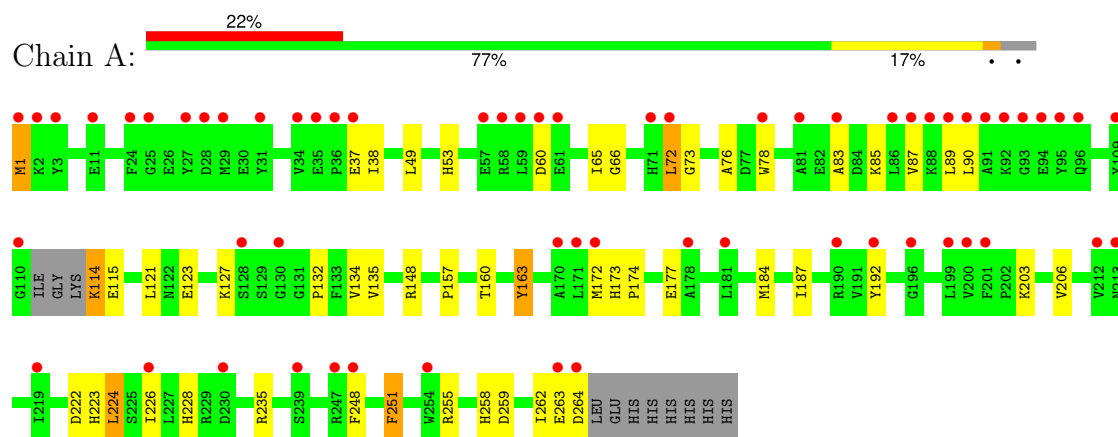 22%
Chain A:
77% 17% • •
M1 K2 Y3 E11 F24 G25 E26 Y27 D28 M29 E30 Y31 V34 E35 P36 E37 I38 L49 H53 E57 R58 L59 D60 E61 I65 G66 H71 L72 G73 A76 D77 W78 A81 E82 A83 D84 K85 L86 V87 K88 L89 L90 A91 K92 G93 E94 Y95 Q96
G110 ILE GLY LYS K114 E115 L121 N122 E123 K127 S128 S129 G130 G131 P132 F133 V134 V135 R148 P157 T160 Y163 A170 L171 M172 H173 P174 E177 A178 L181 M184 I187 R190 V191 Y192 G196 L199 V200 F201 P202 K203 V206 V212
I219 D222 H223 L224 S225 I226 L227 H228 R229 D230 R235 S239 R247 F248 F251 W254 R255 H258 D259 I262 E263 D264 LEU GLU HIS HIS HIS HIS HIS HIS